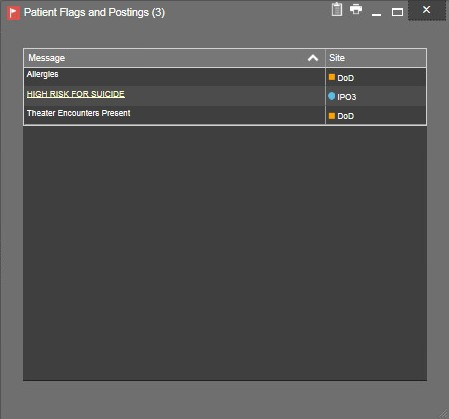 Patient Flags and Postings (3)
Message Site
Allergies DoD
HIGH RISK FOR SUICIDE IPO3
Theater Encounters Present DoD